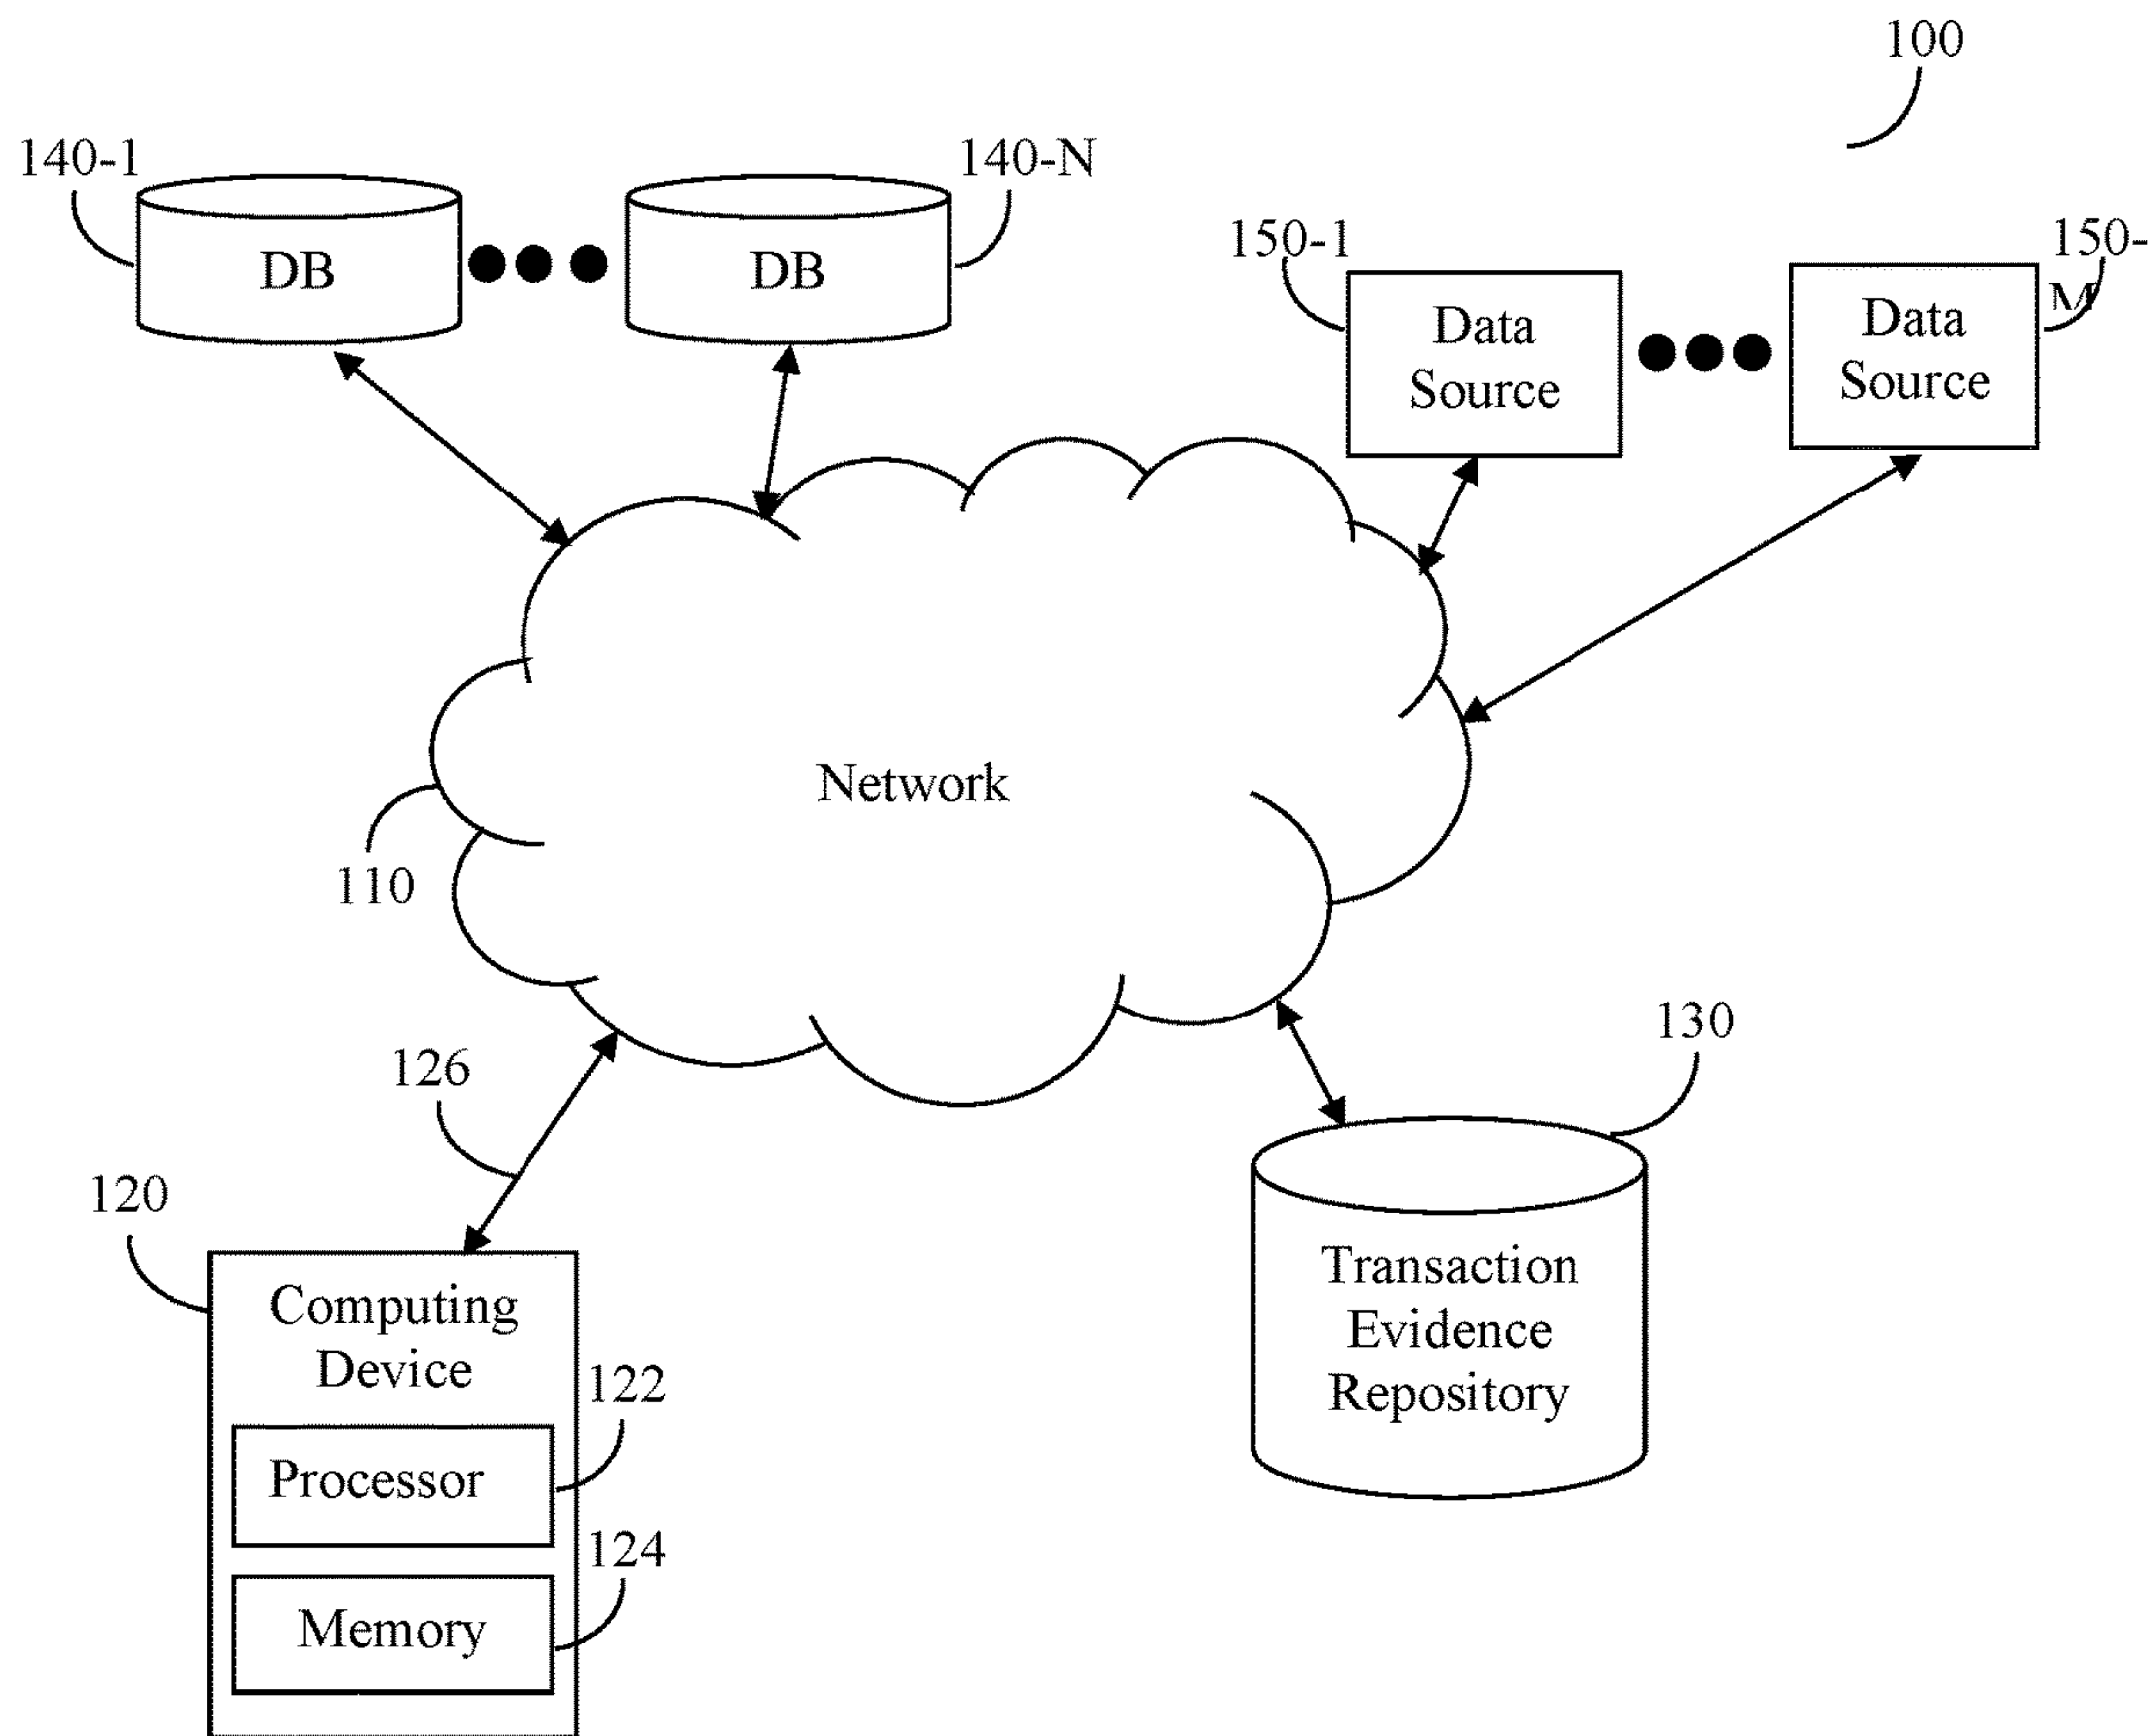 100
140-1
140-N
DB
DB
150-1
150-
M
Data
Source
Data
Source
Network
110
130
126
120
Computing
Device
122
Processor
124
Memory
Transaction
Evidence
Repository